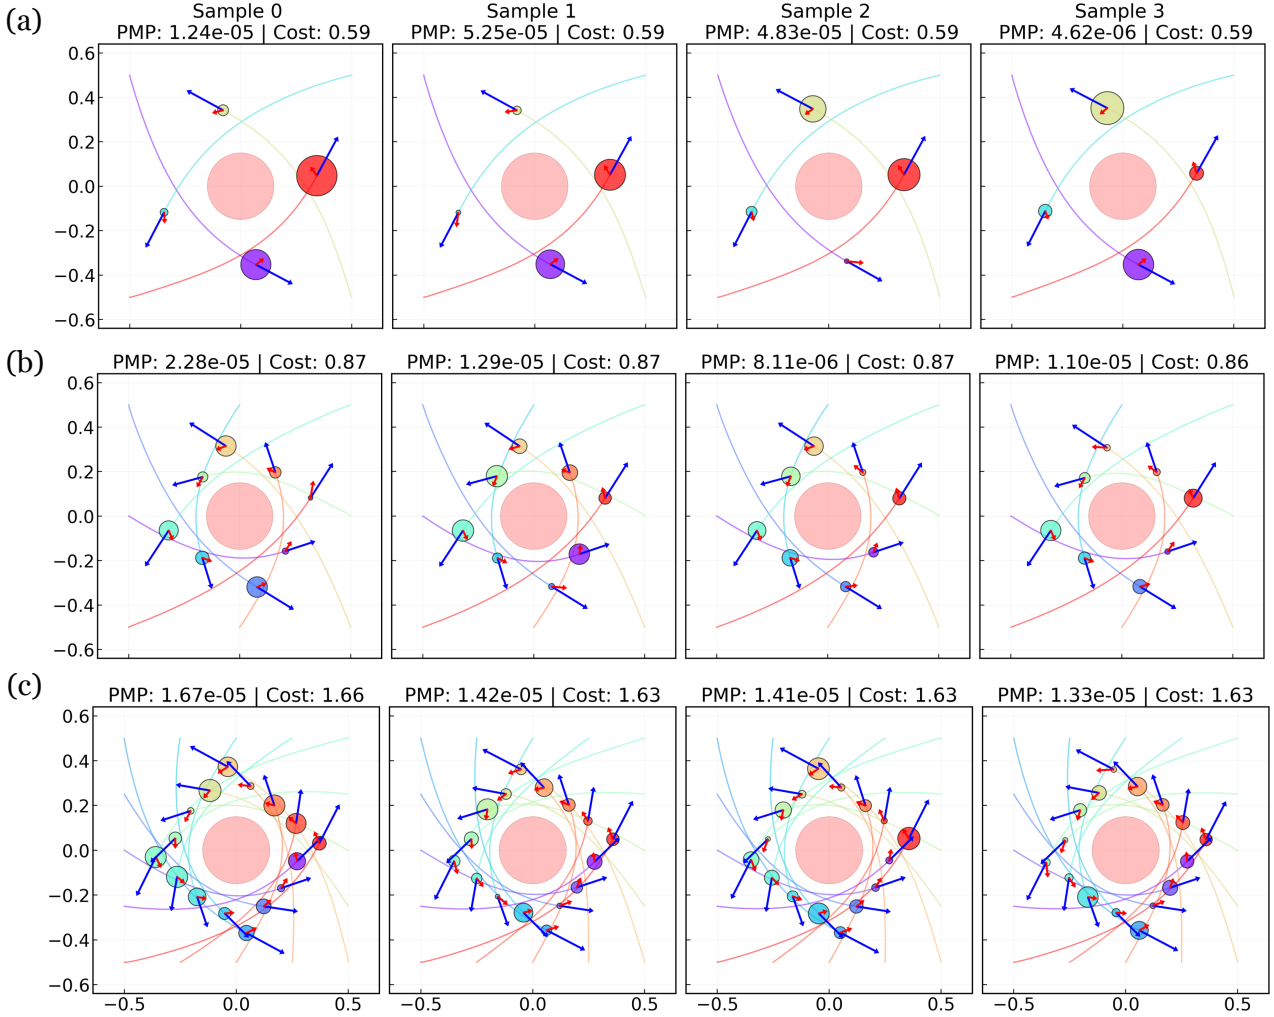 (a)
Sample 0
PMP: 1.24e-05 | Cost: 0.59
Sample 1
PMP: 5.25e-05 | Cost: 0.59
Sample 2
PMP: 4.83e-05 | Cost: 0.59
Sample 3
PMP: 4.62e-06 | Cost: 0.59
0.6
0.4
0.2
0.0
−0.2
−0.4
−0.6
(b)
PMP: 2.28e-05 | Cost: 0.87
PMP: 1.29e-05 | Cost: 0.87
PMP: 8.11e-06 | Cost: 0.87
PMP: 1.10e-05 | Cost: 0.86
0.6
0.4
0.2
0.0
−0.2
−0.4
−0.6
(c)
PMP: 1.67e-05 | Cost: 1.66
PMP: 1.42e-05 | Cost: 1.63
PMP: 1.41e-05 | Cost: 1.63
PMP: 1.33e-05 | Cost: 1.63
0.6
0.4
0.2
0.0
−0.2
−0.4
−0.6
−0.5 0.0 0.5
−0.5 0.0 0.5
−0.5 0.0 0.5
−0.5 0.0 0.5